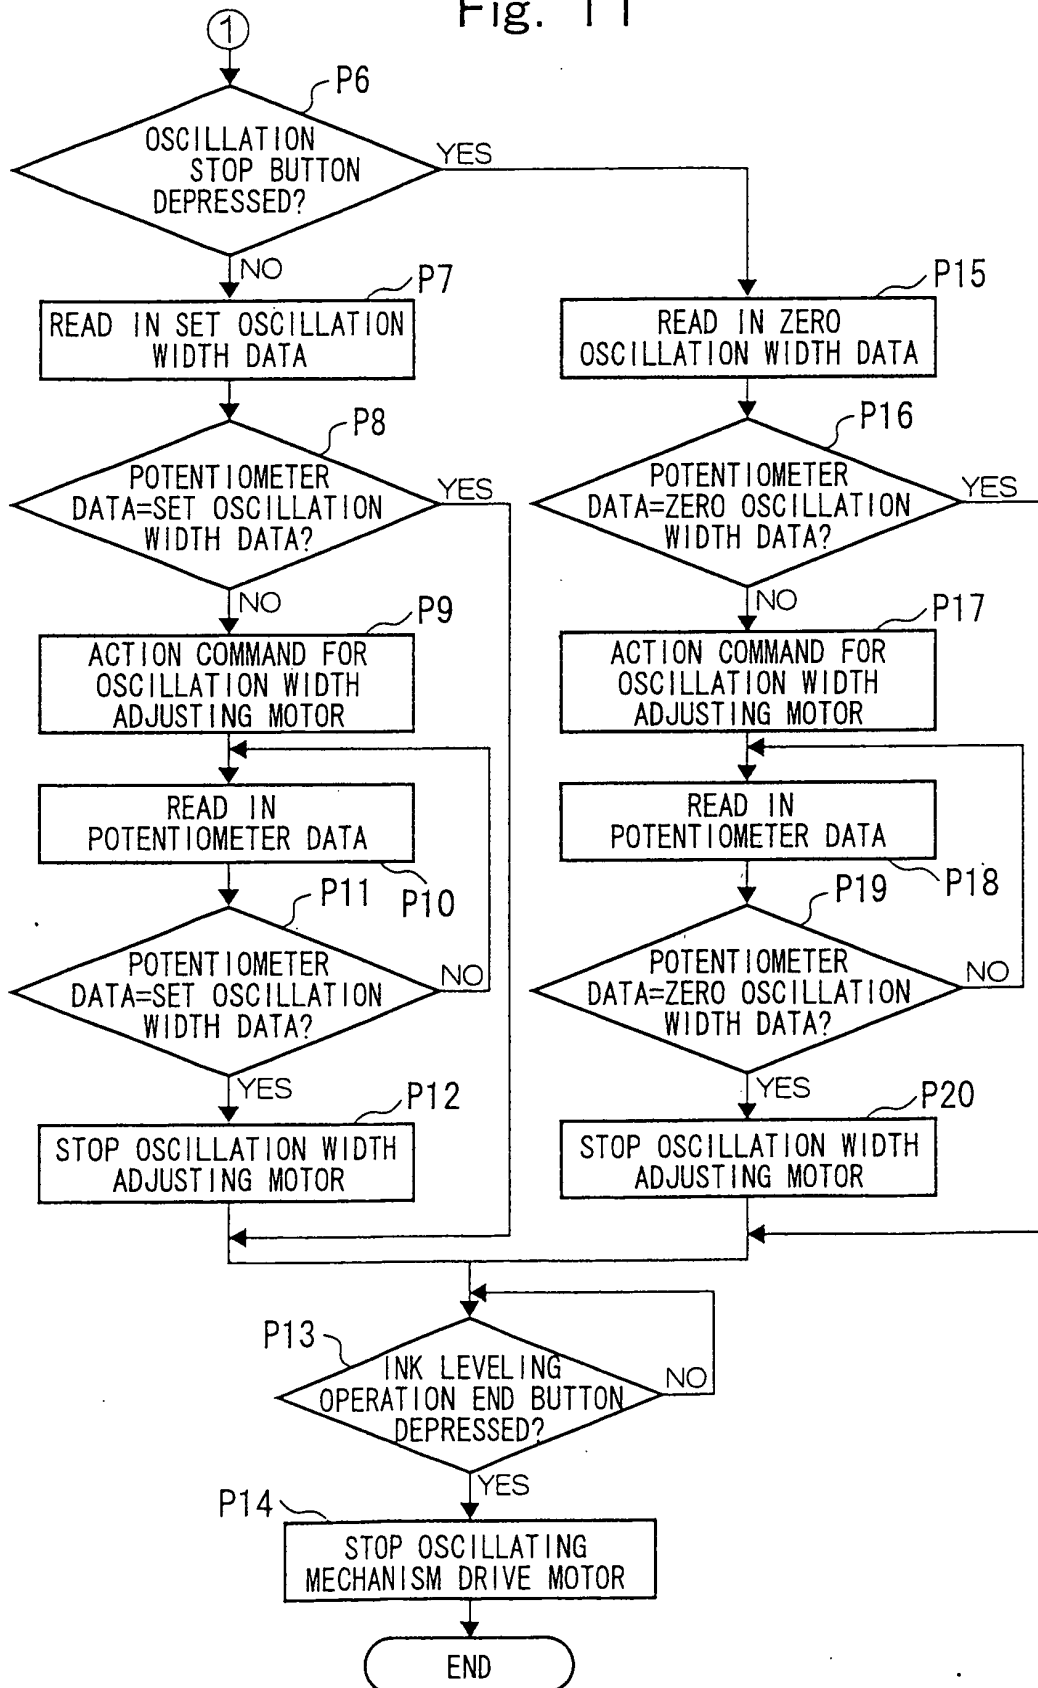 Fig. 11
1
P6
OSCILLATION
STOP BUTTON
DEPRESSED?
YES
NO
P7
READ IN SET OSCILLATION
WIDTH DATA
P8
POTENTIOMETER
DATA=SET OSCILLATION
WIDTH DATA?
YES
NO
P9
ACTION COMMAND FOR
OSCILLATION WIDTH
ADJUSTING MOTOR
READ IN
POTENTIOMETER DATA
P10
P11
POTENTIOMETER
DATA=SET OSCILLATION
WIDTH DATA?
NO
YES
P12
STOP OSCILLATION WIDTH
ADJUSTING MOTOR
P15
READ IN ZERO
OSCILLATION WIDTH DATA
P16
POTENTIOMETER
DATA=ZERO OSCILLATION
WIDTH DATA?
YES
NO
P17
ACTION COMMAND FOR
OSCILLATION WIDTH
ADJUSTING MOTOR
READ IN
POTENTIOMETER DATA
P18
P19
POTENTIOMETER
DATA=ZERO OSCILLATION
WIDTH DATA?
NO
YES
P20
STOP OSCILLATION WIDTH
ADJUSTING MOTOR
P13
INK LEVELING
OPERATION END BUTTON
DEPRESSED?
NO
YES
P14
STOP OSCILLATING
MECHANISM DRIVE MOTOR
END